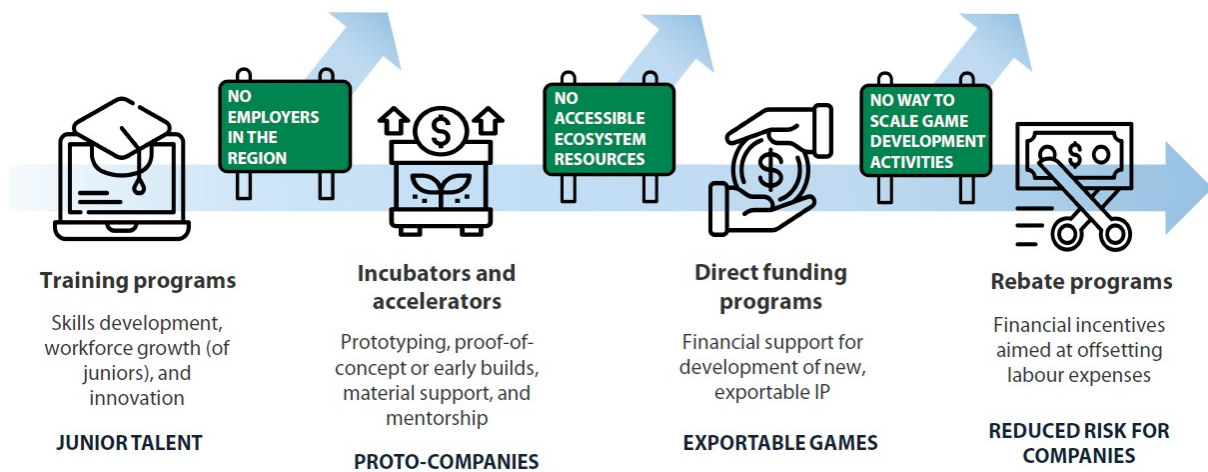 NO
EMPLOYERS
IN THE
REGION
NO
ACCESSIBLE
ECOSYSTEM
RESOURCES
NO WAY TO
SCALE GAME
DEVELOPMENT
ACTIVITIES
$
$
$
Training programs
Skills development,
workforce growth (of
juniors), and
innovation
JUNIOR TALENT
Incubators and
accelerators
Prototyping, proof-of-
concept or early builds,
material support, and
mentorship
PROTO-COMPANIES
Direct funding
programs
Financial support for
development of new,
exportable IP
EXPORTABLE GAMES
Rebate programs
Financial incentives
aimed at offsetting
labour expenses
REDUCED RISK FOR
COMPANIES